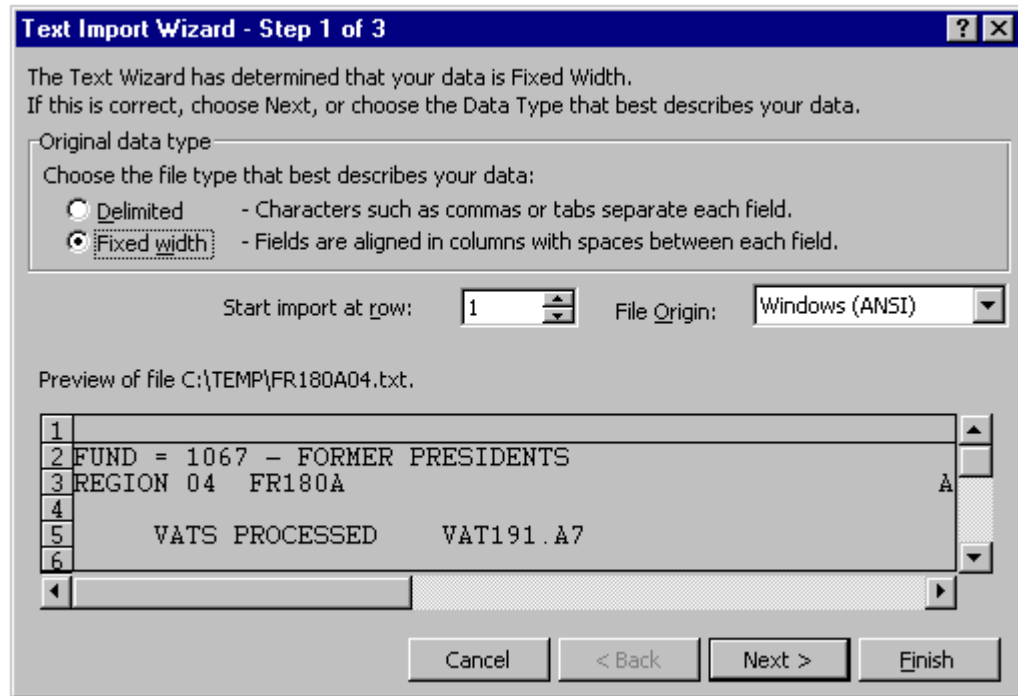 Text Import Wizard - Step 1 of 3
The Text Wizard has determined that your data is Fixed Width.
If this is correct, choose Next, or choose the Data Type that best describes your data.
Original data type
Choose the file type that best describes your data:
Delimited - Characters such as commas or tabs separate each field.
Fixed width - Fields are aligned in columns with spaces between each field.
Start import at row: 1 File Origin: Windows (ANSI)
Preview of file C:\TEMP\FR180A04.txt.
1
2 FUND = 1067 – FORMER PRESIDENTS
3 REGION 04 FR180A A
4
5 VATS PROCESSED VAT191.A7
6
Cancel < Back Next > Finish